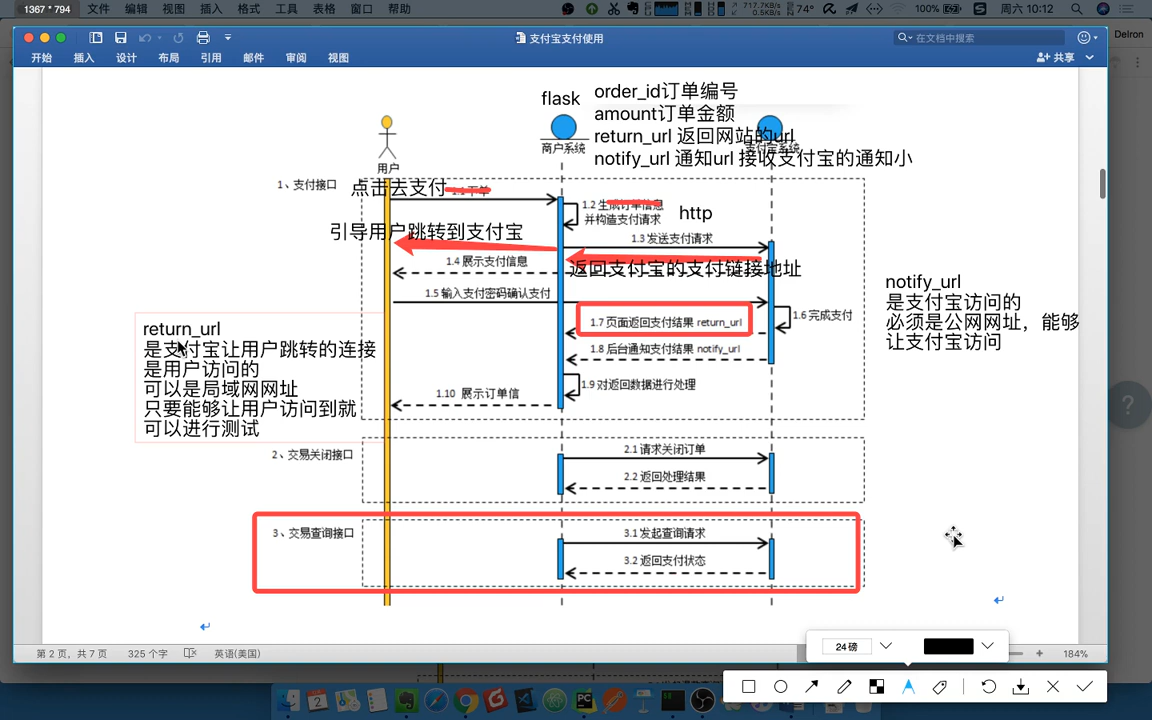 1367 * 794
文件 编辑 视图 插入 格式 工具 表格 窗口 帮助
717.7KB/s
0.5KB/s
74°
100%
周六 10:12
支付宝支付使用
在文档中搜索
Delron
开始 插入 设计 布局 引用 邮件 审阅 视图
共享
flask
order_id订单编号
amount订单金额
return_url 返回网站的url
notify_url 通知url 接收支付宝的通知小
用户
商户系统
支付宝系统
1、支付接口
点击去支付
1.1 下单
1.2 生成订单信息
并构造支付请求
http
引导用户跳转到支付宝
1.3 发送支付请求
1.4 展示支付信息
返回支付宝的支付链接地址
1.5 输入支付密码确认支付
1.6 完成支付
1.7 页面返回支付结果 return_url
1.8 后台通知支付结果 notify_url
1.9 对返回数据进行处理
1.10 展示订单信
return_url
是支付宝让用户跳转的连接
是用户访问的
可以是局域网网址
只要能够让用户访问到就
可以进行测试
notify_url
是支付宝访问的
必须是公网网址，能够
让支付宝访问
2、交易关闭接口
2.1 请求关闭订单
2.2 返回处理结果
3、交易查询接口
3.1 发起查询请求
3.2 返回支付状态
第 2 页，共 7 页 325 个字 英语(美国)
184%
24磅